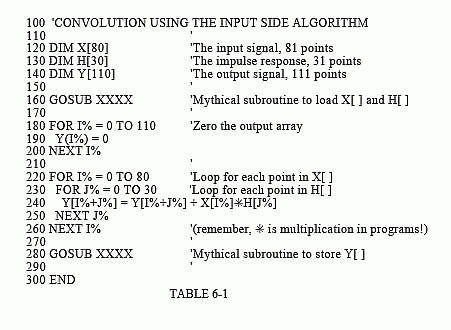 100 'CONVOLUTION USING THE INPUT SIDE ALGORITHM
110 '
120 DIM X[80] 'The input signal, 81 points
130 DIM H[30] 'The impulse response, 31 points
140 DIM Y[110] 'The output signal, 111 points
150 '
160 GOSUB XXXX 'Mythical subroutine to load X[ ] and H[ ]
170 '
180 FOR I% = 0 TO 110 'Zero the output array
190 Y(I%) = 0
200 NEXT I%
210 '
220 FOR I% = 0 TO 80 'Loop for each point in X[ ]
230 FOR J% = 0 TO 30 'Loop for each point in H[ ]
240 Y[I%+J%] = Y[I%+J%] + X[I%]∗H[J%]
250 NEXT J%
260 NEXT I% '(remember, ∗ is multiplication in programs!)
270 '
280 GOSUB XXXX 'Mythical subroutine to store Y[ ]
290 '
300 END
TABLE 6-1